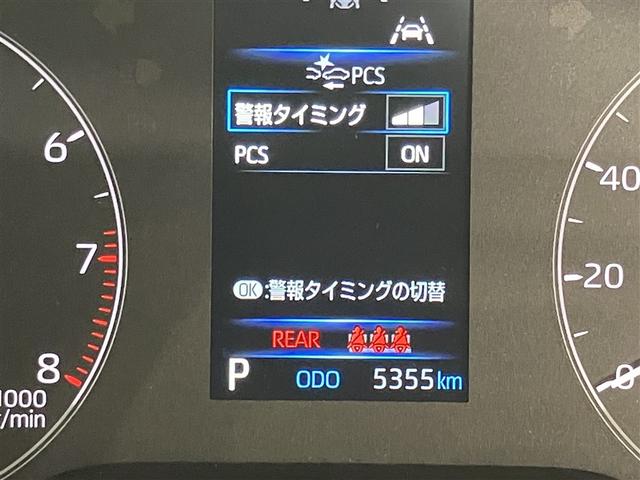 PCS
警報タイミング
PCS ON
OK:警報タイミングの切替
REAR
P ODO 5355km
6
7
8
1000
r/min
40
20
0